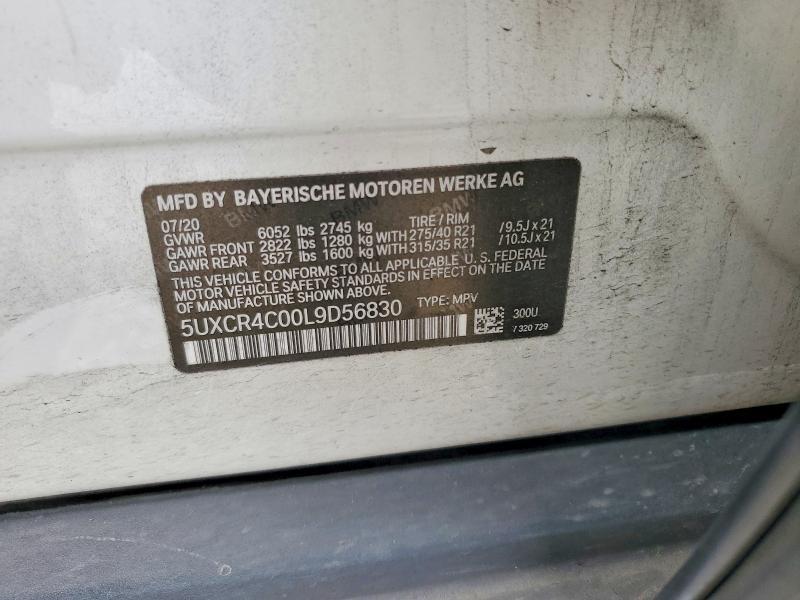 MFD BY BAYERISCHE MOTOREN WERKE AG
07/20 TIRE / RIM
GVWR 6052 lbs 2745 kg
GAWR FRONT 2822 lbs 1280 kg WITH 275/40 R21 / 9.5J x 21
GAWR REAR 3527 lbs 1600 kg WITH 315/35 R21 / 10.5J x 21
THIS VEHICLE CONFORMS TO ALL APPLICABLE U. S. FEDERAL
MOTOR VEHICLE SAFETY STANDARDS IN EFFECT ON THE DATE
OF MANUFACTURE SHOWN ABOVE.
5UXCR4C00L9D56830 TYPE: MPV
300U
7 320 729